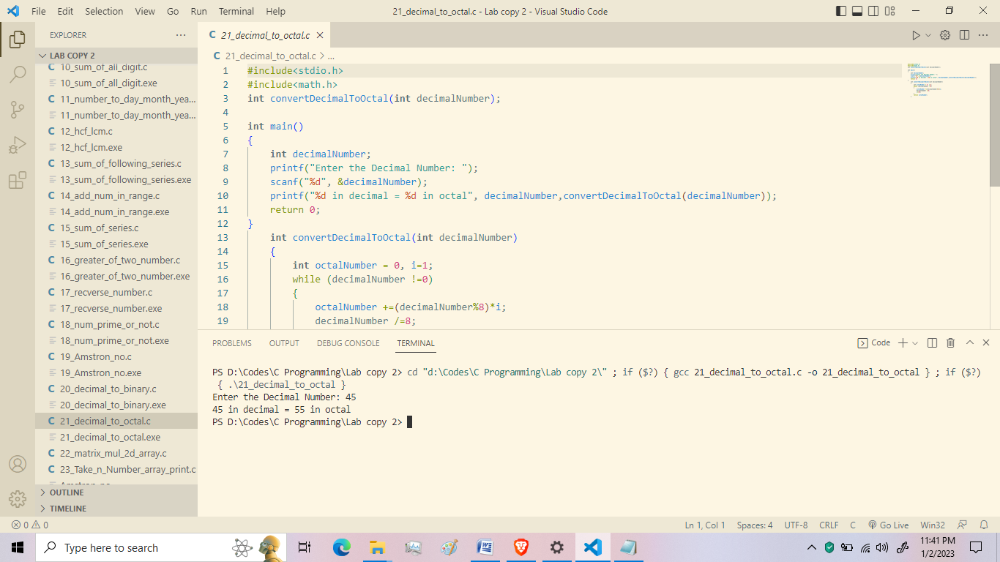 File Edit Selection View Go Run Terminal Help
21_decimal_to_octal.c - Lab copy 2 - Visual Studio Code
EXPLORER
LAB COPY 2
10_sum_of_all_digit.c
10_sum_of_all_digit.exe
11_number_to_day_month_yea...
11_number_to_day_month_yea...
12_hcf_lcm.c
12_hcf_lcm.exe
13_sum_of_following_series.c
13_sum_of_following_series.exe
14_add_num_in_range.c
14_add_num_in_range.exe
15_sum_of_series.c
15_sum_of_series.exe
16_greater_of_two_number.c
16_greater_of_two_number.exe
17_recverse_number.c
17_recverse_number.exe
18_num_prime_or_not.c
18_num_prime_or_not.exe
19_Amstron_no.c
19_Amstron_no.exe
20_decimal_to_binary.c
20_decimal_to_binary.exe
21_decimal_to_octal.c
21_decimal_to_octal.exe
22_matrix_mul_2d_array.c
23_Take_n_Number_array_print.c
OUTLINE
TIMELINE
C 21_decimal_to_octal.c
C 21_decimal_to_octal.c > ...
1 #include<stdio.h>
2 #include<math.h>
3 int convertDecimalToOctal(int decimalNumber);
4
5 int main()
6 {
7 int decimalNumber;
8 printf("Enter the Decimal Number: ");
9 scanf("%d", &decimalNumber);
10 printf("%d in decimal = %d in octal", decimalNumber,convertDecimalToOctal(decimalNumber));
11 return 0;
12 }
13 int convertDecimalToOctal(int decimalNumber)
14 {
15 int octalNumber = 0, i=1;
16 while (decimalNumber !=0)
17 {
18 octalNumber +=(decimalNumber%8)*i;
19 decimalNumber /=8;
PROBLEMS OUTPUT DEBUG CONSOLE TERMINAL
Code
PS D:\Codes\C Programming\Lab copy 2> cd "d:\Codes\C Programming\Lab copy 2\" ; if ($?) { gcc 21_decimal_to_octal.c -o 21_decimal_to_octal } ; if ($?)
{ .\21_decimal_to_octal }
Enter the Decimal Number: 45
45 in decimal = 55 in octal
PS D:\Codes\C Programming\Lab copy 2>
0 0
Ln 1, Col 1 Spaces: 4 UTF-8 CRLF C Go Live Win32
Type here to search
11:41 PM
1/2/2023